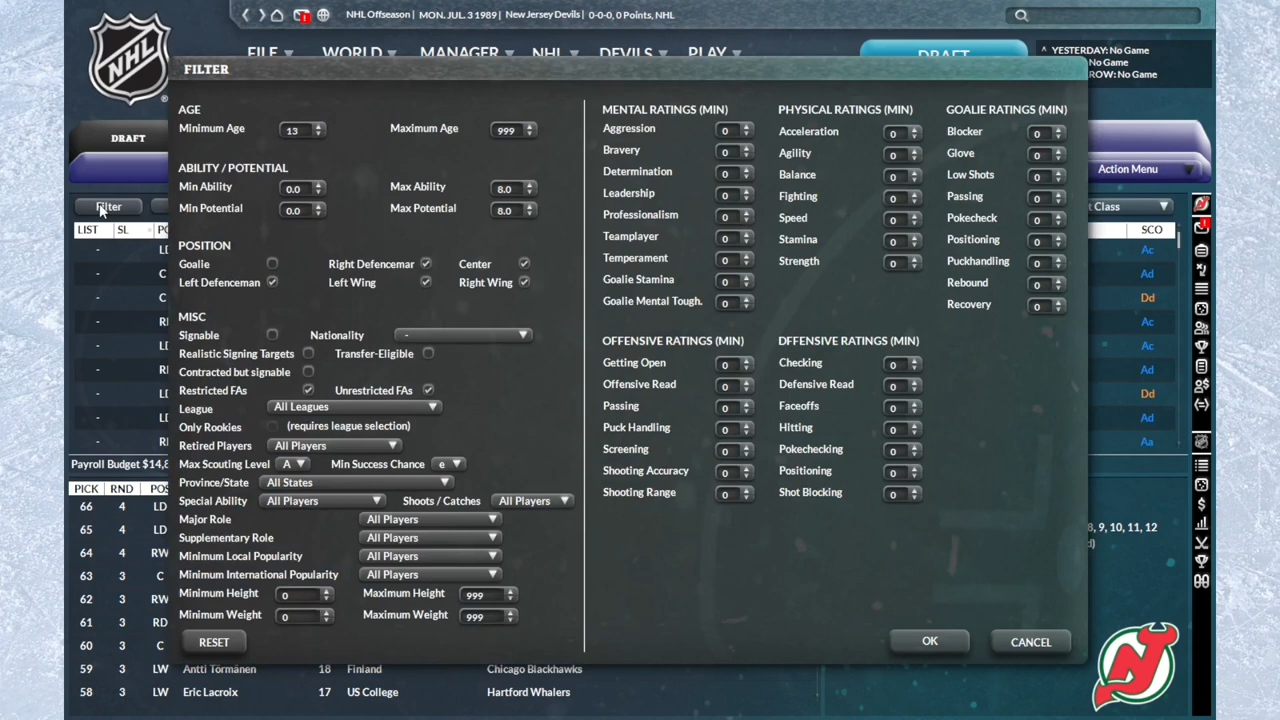 NHL Offseason | MON. JUL. 3 1989 | New Jersey Devils | 0-0-0, 0 Points, NHL
NHL
FILE WORLD MANAGER NHL DEVILS PLAY DRAFT
^ YESTERDAY: No Game
No Game
ROW: No Game
FILTER
DRAFT
Action Menu
Filter
t Class
LIST SL PO
SCO
AGE
Minimum Age 13 Maximum Age 999
ABILITY / POTENTIAL
Min Ability 0.0 Max Ability 8.0
Min Potential 0.0 Max Potential 8.0
POSITION
Goalie Right Defenceman Center
Left Defenceman Left Wing Right Wing
MISC
Signable Nationality -
Realistic Signing Targets Transfer-Eligible
Contracted but signable
Restricted FAs Unrestricted FAs
League All Leagues
Only Rookies (requires league selection)
Retired Players All Players
Max Scouting Level A Min Success Chance e
Province/State All States
Special Ability All Players Shoots / Catches All Players
Major Role All Players
Supplementary Role All Players
Minimum Local Popularity All Players
Minimum International Popularity All Players
Minimum Height 0 Maximum Height 999
Minimum Weight 0 Maximum Weight 999
RESET
MENTAL RATINGS (MIN)
Aggression 0
Bravery 0
Determination 0
Leadership 0
Professionalism 0
Teamplayer 0
Temperament 0
Goalie Stamina 0
Goalie Mental Tough. 0
PHYSICAL RATINGS (MIN)
Acceleration 0
Agility 0
Balance 0
Fighting 0
Speed 0
Stamina 0
Strength 0
GOALIE RATINGS (MIN)
Blocker 0
Glove 0
Low Shots 0
Passing 0
Pokecheck 0
Positioning 0
Puckhandling 0
Rebound 0
Recovery 0
OFFENSIVE RATINGS (MIN)
Getting Open 0
Offensive Read 0
Passing 0
Puck Handling 0
Screening 0
Shooting Accuracy 0
Shooting Range 0
DFFENSIVE RATINGS (MIN)
Checking 0
Defensive Read 0
Faceoffs 0
Hitting 0
Pokechecking 0
Positioning 0
Shot Blocking 0
OK CANCEL
- LD Ac
- C Ad
- C Dd
- RI Ac
- LD Ac
- RI Ad
- LD Dd
- LD Ad
- RI Aa
Payroll Budget $14,8
PICK RND POS
66 4 LD
65 4 LD
64 4 RW
63 3 C
62 3 RW
61 3 RD
60 3 C
59 3 LW Antti Törmänen 18 Finland Chicago Blackhawks
58 3 LW Eric Lacroix 17 US College Hartford Whalers
8, 9, 10, 11, 12
d)